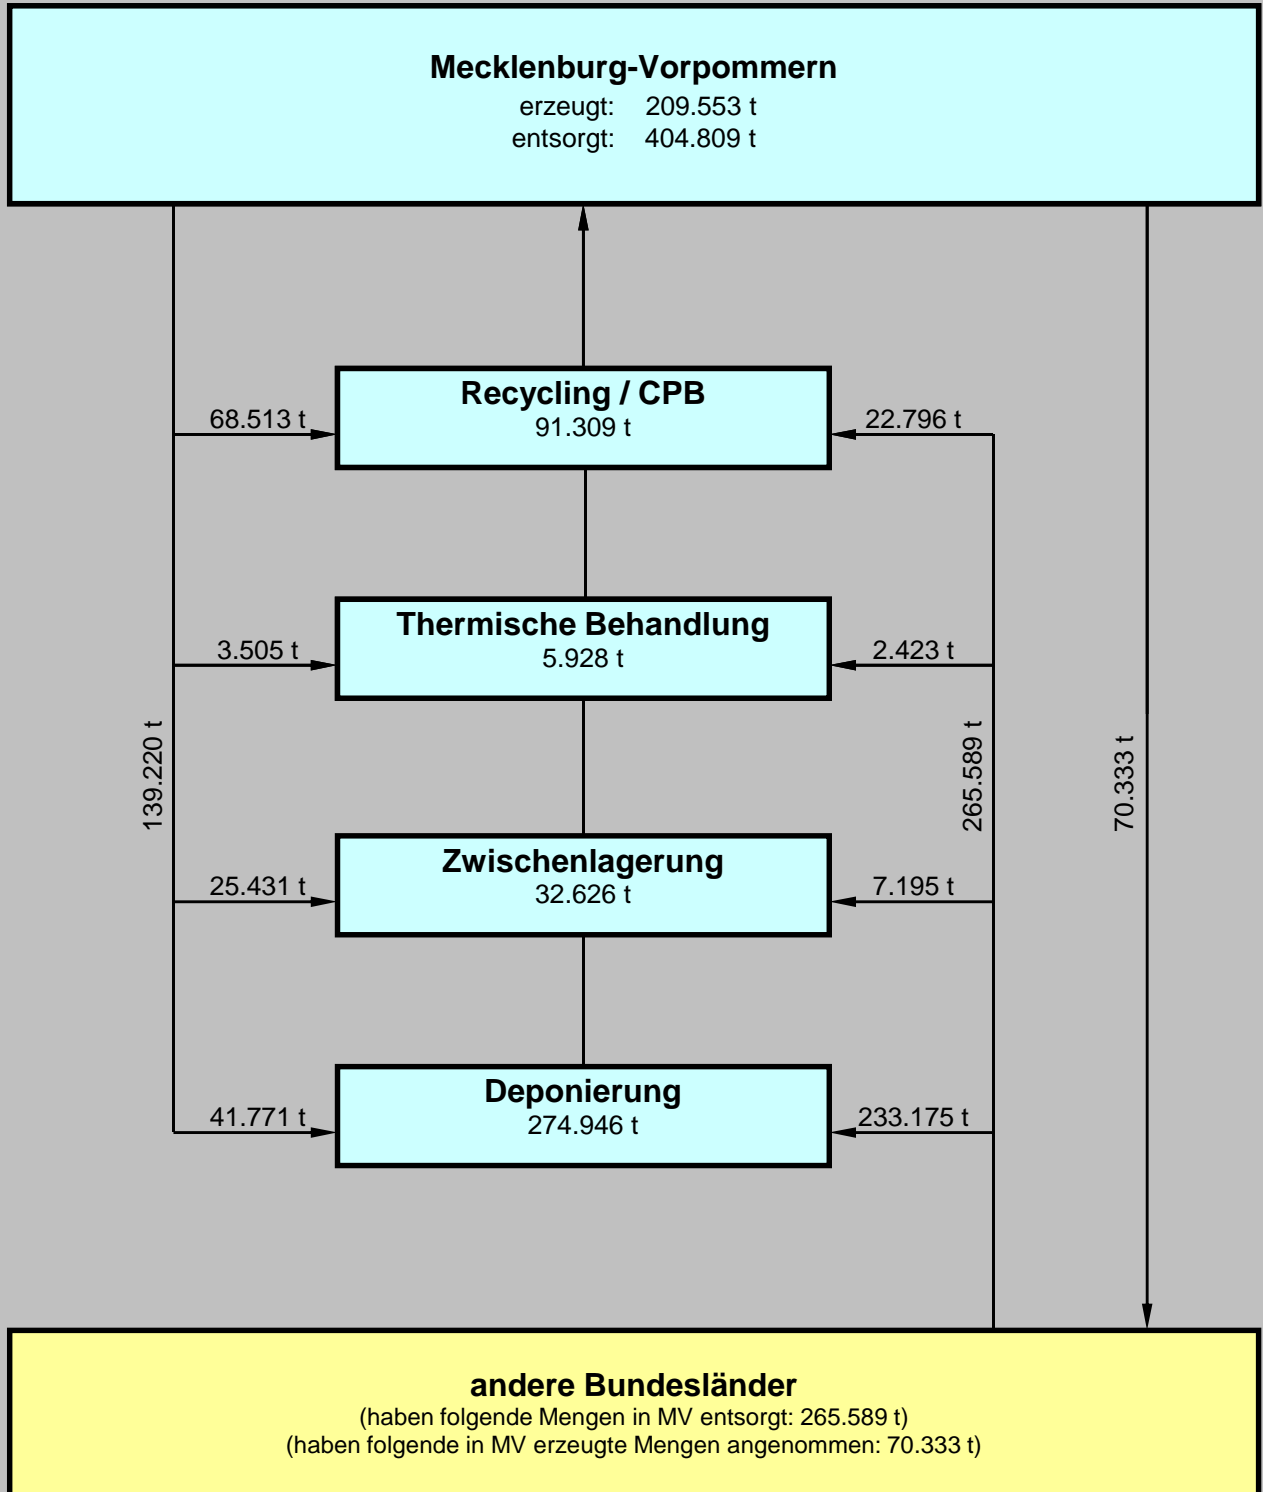 Mecklenburg-Vorpommern
erzeugt: 209.553 t
entsorgt: 404.809 t
Recycling / CPB
91.309 t
68.513 t
22.796 t
Thermische Behandlung
5.928 t
3.505 t
2.423 t
139.220 t
265.589 t
70.333 t
Zwischenlagerung
32.626 t
25.431 t
7.195 t
Deponierung
274.946 t
41.771 t
233.175 t
andere Bundesländer
(haben folgende Mengen in MV entsorgt: 265.589 t)
(haben folgende in MV erzeugte Mengen angenommen: 70.333 t)